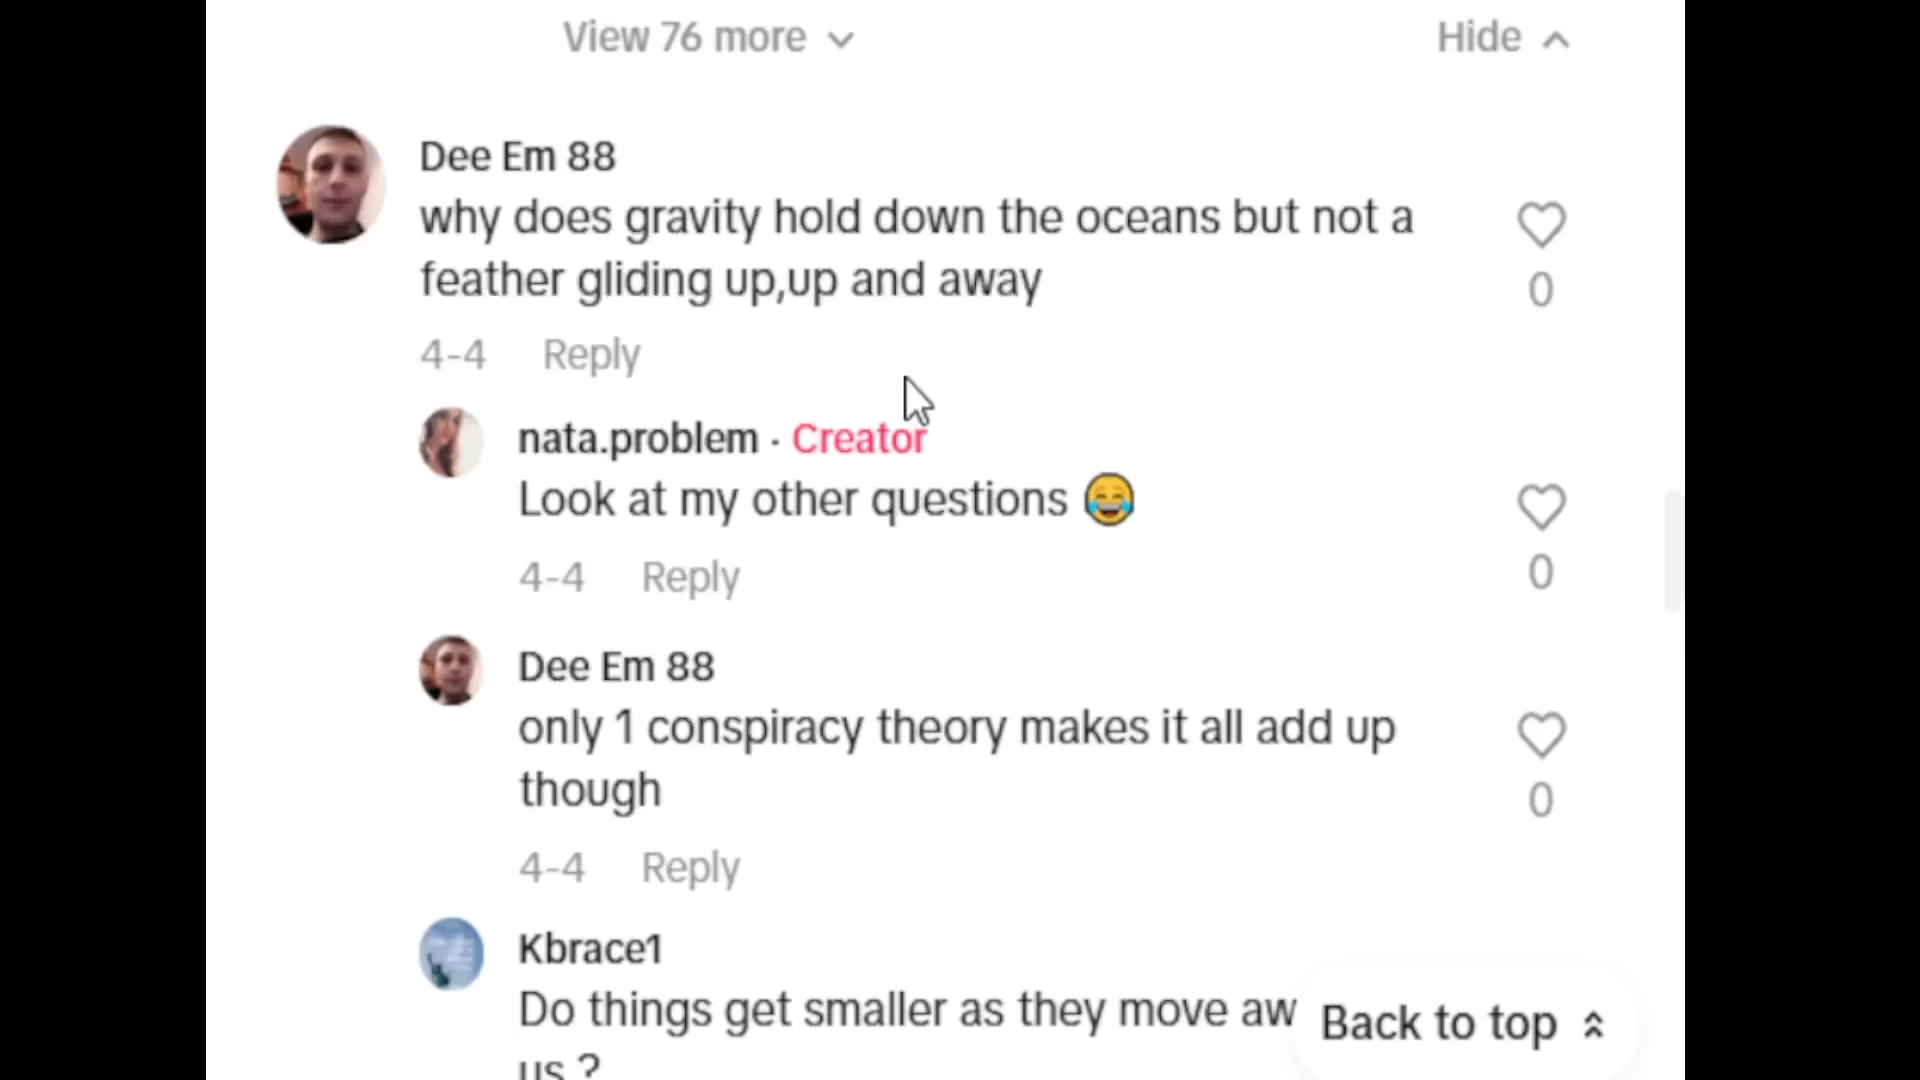 View 76 more
Hide
Dee Em 88
why does gravity hold down the oceans but not a
feather gliding up,up and away
0
4-4 Reply
nata.problem · Creator
Look at my other questions 😂
0
4-4 Reply
Dee Em 88
only 1 conspiracy theory makes it all add up
though
0
4-4 Reply
Kbrace1
Do things get smaller as they move aw
us ?
Back to top